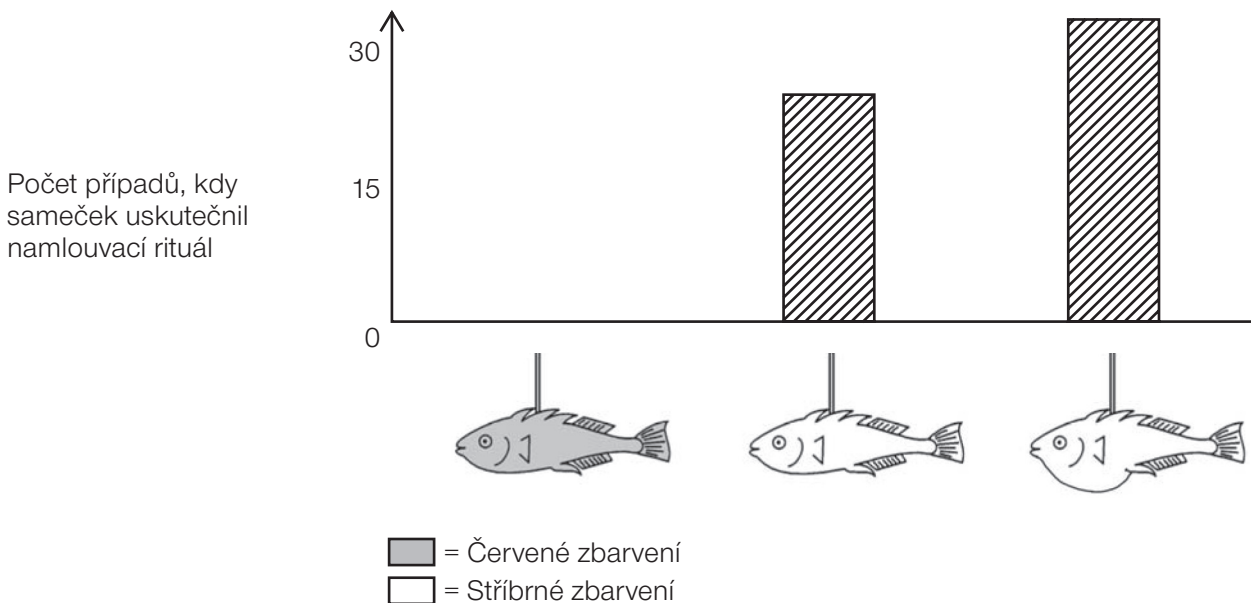 30
15
0
Počet případů, kdy
sameček uskutečnil
namlouvací rituál
= Červené zbarvení
= Stříbrné zbarvení